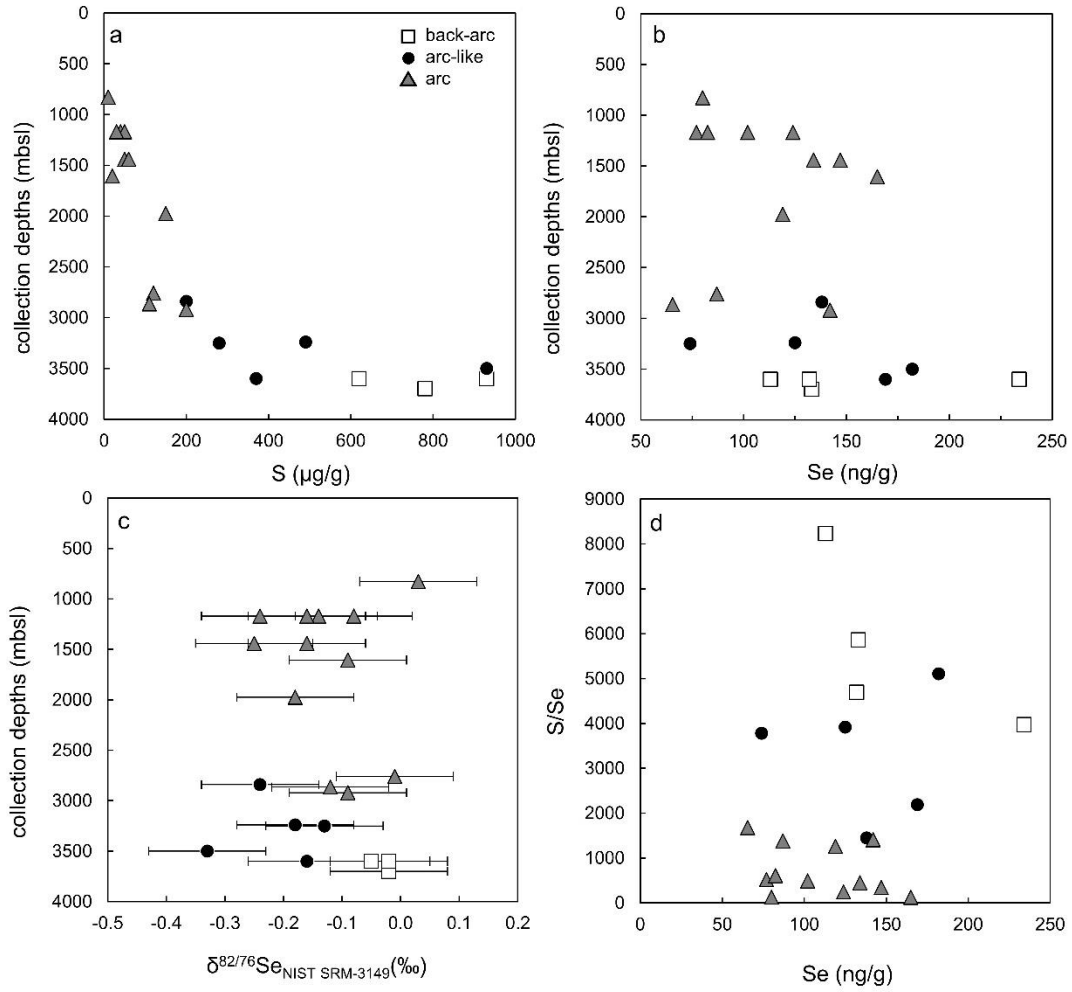 a
back-arc
arc-like
arc
0
500
1000
1500
2000
2500
3000
3500
4000
collection depths (mbsl)
0 200 400 600 800 1000
S (μg/g)
b
0
500
1000
1500
2000
2500
3000
3500
4000
collection depths (mbsl)
50 100 150 200 250
Se (ng/g)
c
0
500
1000
1500
2000
2500
3000
3500
4000
collection depths (mbsl)
-0.5 -0.4 -0.3 -0.2 -0.1 0.0 0.1 0.2
δ82/76Se NIST SRM-3149(‰)
d
9000
8000
7000
6000
5000
4000
3000
2000
1000
0
S/Se
0 50 100 150 200 250
Se (ng/g)